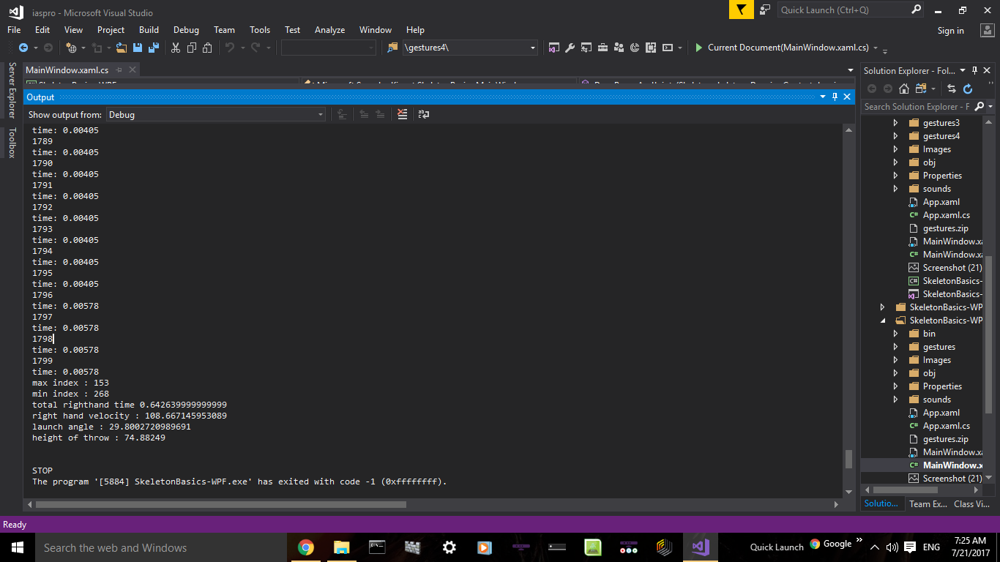 iaspro - Microsoft Visual Studio
Quick Launch (Ctrl+Q)
File Edit View Project Build Debug Team Tools Test Analyze Window Help
Sign in
\gestures4\
Current Document(MainWindow.xaml.cs)
Server Explorer
Toolbox
MainWindow.xaml.cs
Output
Show output from: Debug
time: 0.00405
1789
time: 0.00405
1790
time: 0.00405
1791
time: 0.00405
1792
time: 0.00405
1793
time: 0.00405
1794
time: 0.00405
1795
time: 0.00405
1796
time: 0.00578
1797
time: 0.00578
1798
time: 0.00578
1799
time: 0.00578
max index : 153
min index : 268
total righthand time 0.642639999999999
right hand velocity : 108.667145953089
launch angle : 29.8002720989691
height of throw : 74.88249
STOP
The program '[5884] SkeletonBasics-WPF.exe' has exited with code -1 (0xffffffff).
Solution Explorer - Fol...
Search Solution Explorer - F
gestures3
gestures4
Images
obj
Properties
sounds
App.xaml
App.xaml.cs
gestures.zip
MainWindow.xa
MainWindow.xa
Screenshot (21)
SkeletonBasics-
SkeletonBasics-
SkeletonBasics-WP
SkeletonBasics-WP
bin
gestures
Images
obj
Properties
sounds
App.xaml
App.xaml.cs
gestures.zip
MainWindow.xa
MainWindow.x
Screenshot (21)
Solutio... Team Ex... Class Vi...
Ready
Search the web and Windows
Quick Launch
Google
ENG
7:25 AM
7/21/2017